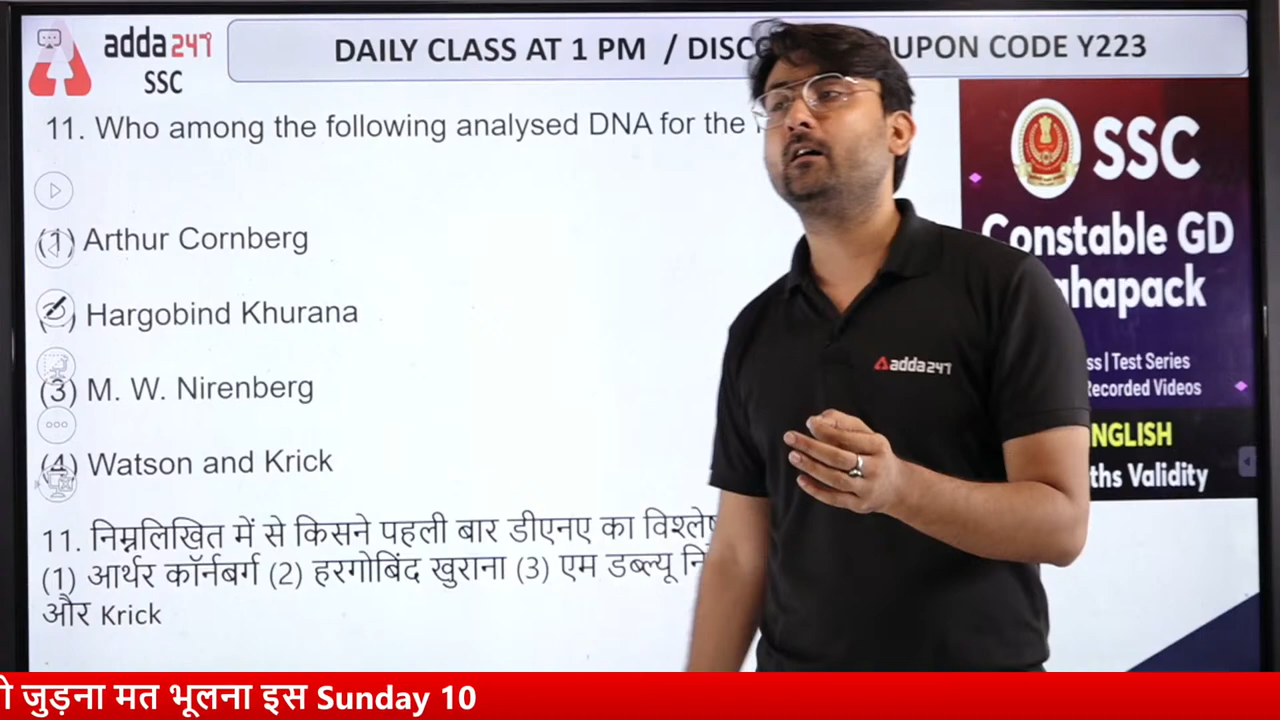 adda247
SSC
DAILY CLASS AT 1 PM / DISCO UPON CODE Y223
11. Who among the following analysed DNA for the
(1) Arthur Cornberg
Hargobind Khurana
(3) M. W. Nirenberg
(4) Watson and Krick
11. निम्नलिखित में से किसने पहली बार डीएनए का
(1) आर्थर कॉर्नबर्ग (2) हरगोबिंद खुराना (3) एम डब्ल्यू
और Krick
SSC
Constable GD
ahapack
ss | Test Series
Recorded Videos
NGLISH
ths Validity
adda247
जुड़ना मत भूलना इस Sunday 10